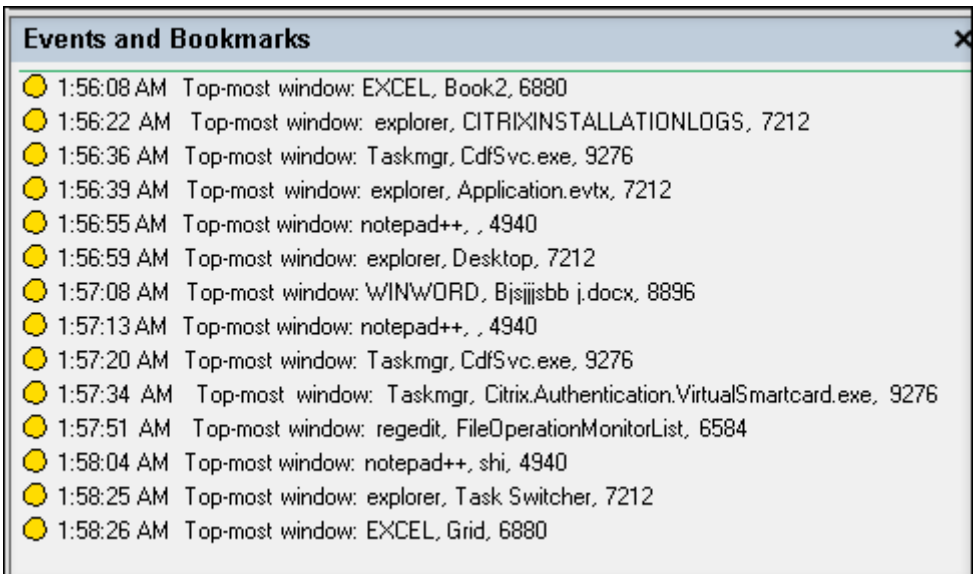 Events and Bookmarks
1:56:08 AM Top-most window: EXCEL, Book2, 6880
1:56:22 AM Top-most window: explorer, CITRIXINSTALLATIONLOGS, 7212
1:56:36 AM Top-most window: Taskmgr, CdfSvc.exe, 9276
1:56:39 AM Top-most window: explorer, Application.evtx, 7212
1:56:55 AM Top-most window: notepad++, , 4940
1:56:59 AM Top-most window: explorer, Desktop, 7212
1:57:08 AM Top-most window: WINWORD, Bjsjjjsbb j.docx, 8896
1:57:13 AM Top-most window: notepad++, , 4940
1:57:20 AM Top-most window: Taskmgr, CdfSvc.exe, 9276
1:57:34 AM Top-most window: Taskmgr, Citrix.Authentication.VirtualSmartcard.exe, 9276
1:57:51 AM Top-most window: regedit, FileOperationMonitorList, 6584
1:58:04 AM Top-most window: notepad++, shi, 4940
1:58:25 AM Top-most window: explorer, Task Switcher, 7212
1:58:26 AM Top-most window: EXCEL, Grid, 6880